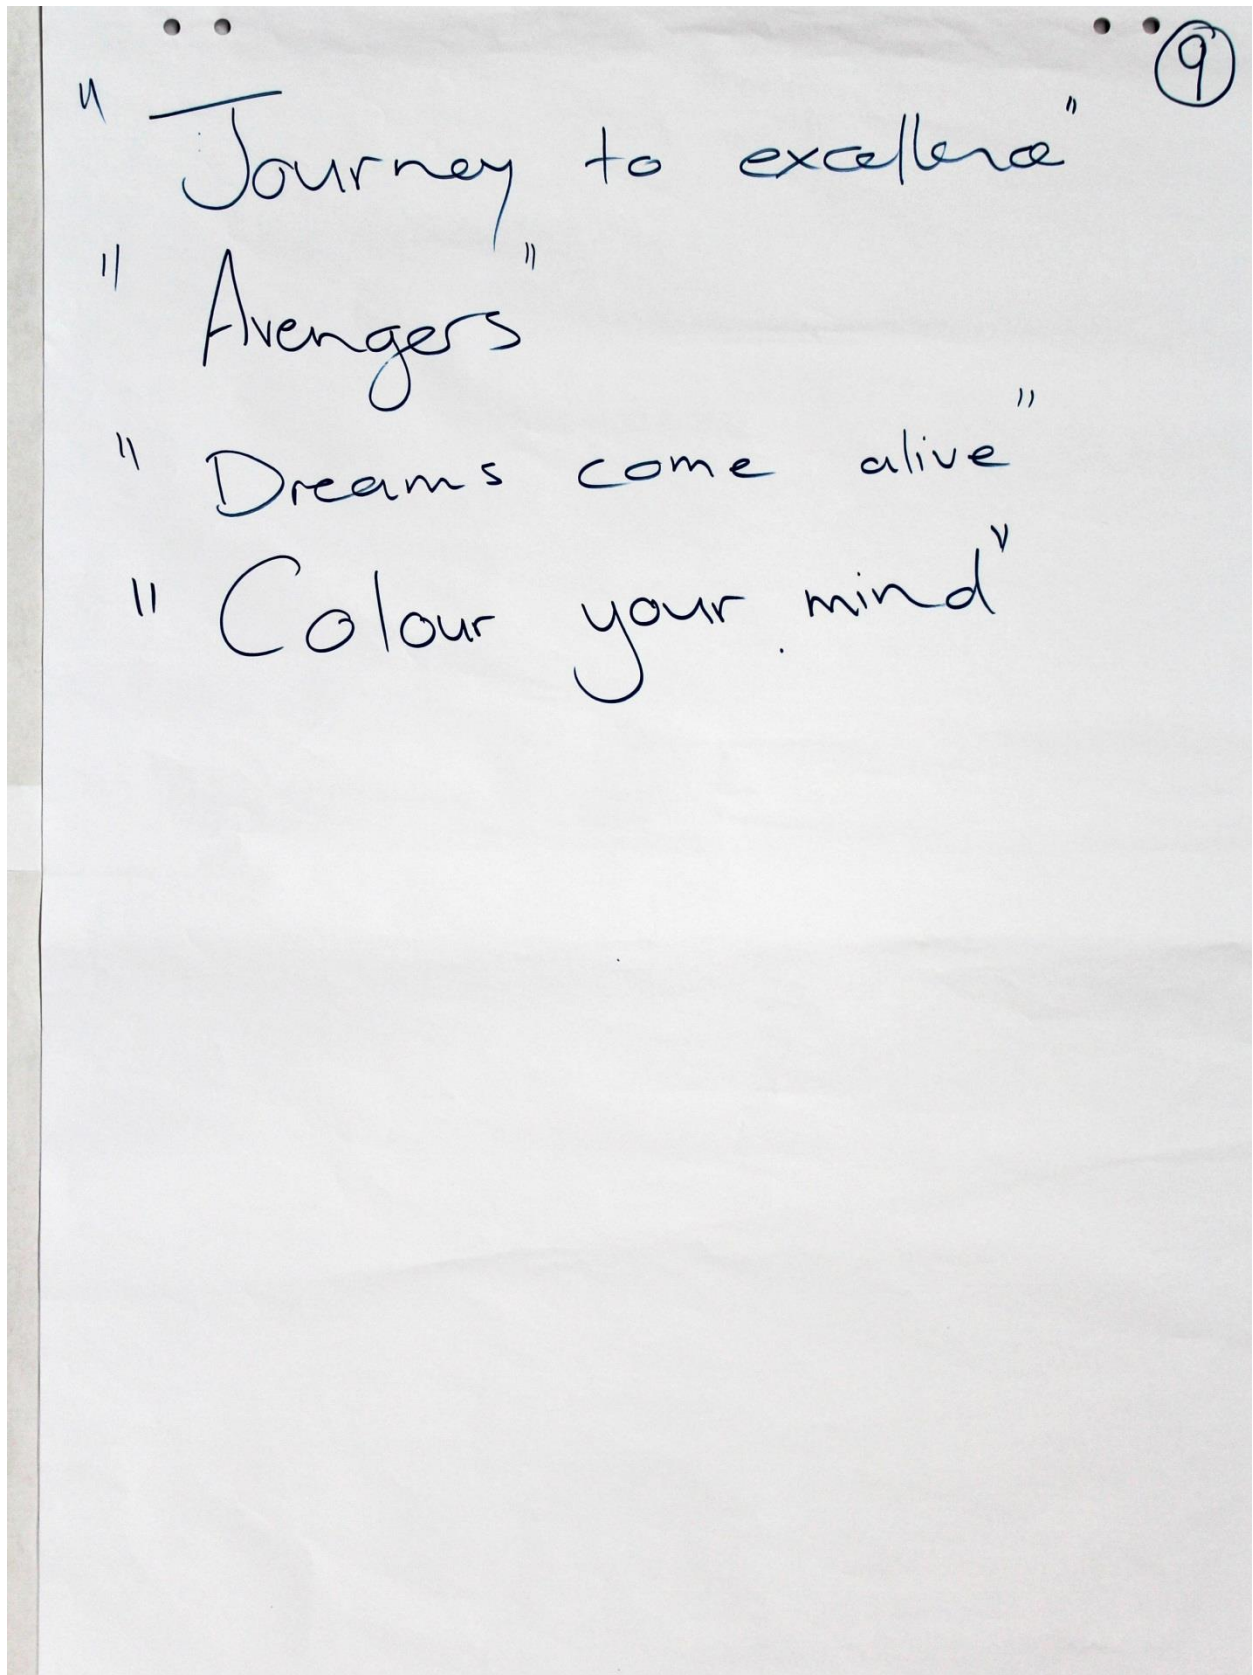 9
" Journey to excellence"
" Avengers"
" Dreams come alive"
" Colour your mind"